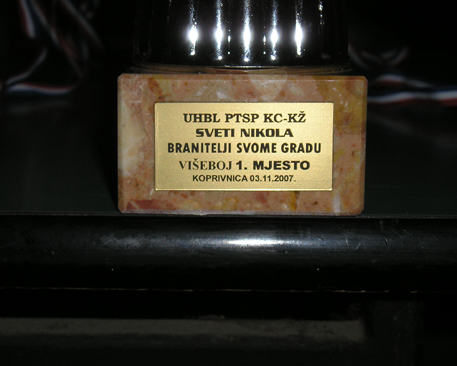 UHBL PTSP KC-KŽ
SVETI NIKOLA
BRANITELJI SVOME GRADU
VIŠEBOJ 1. MJESTO
KOPRIVNICA 03.11.2007.